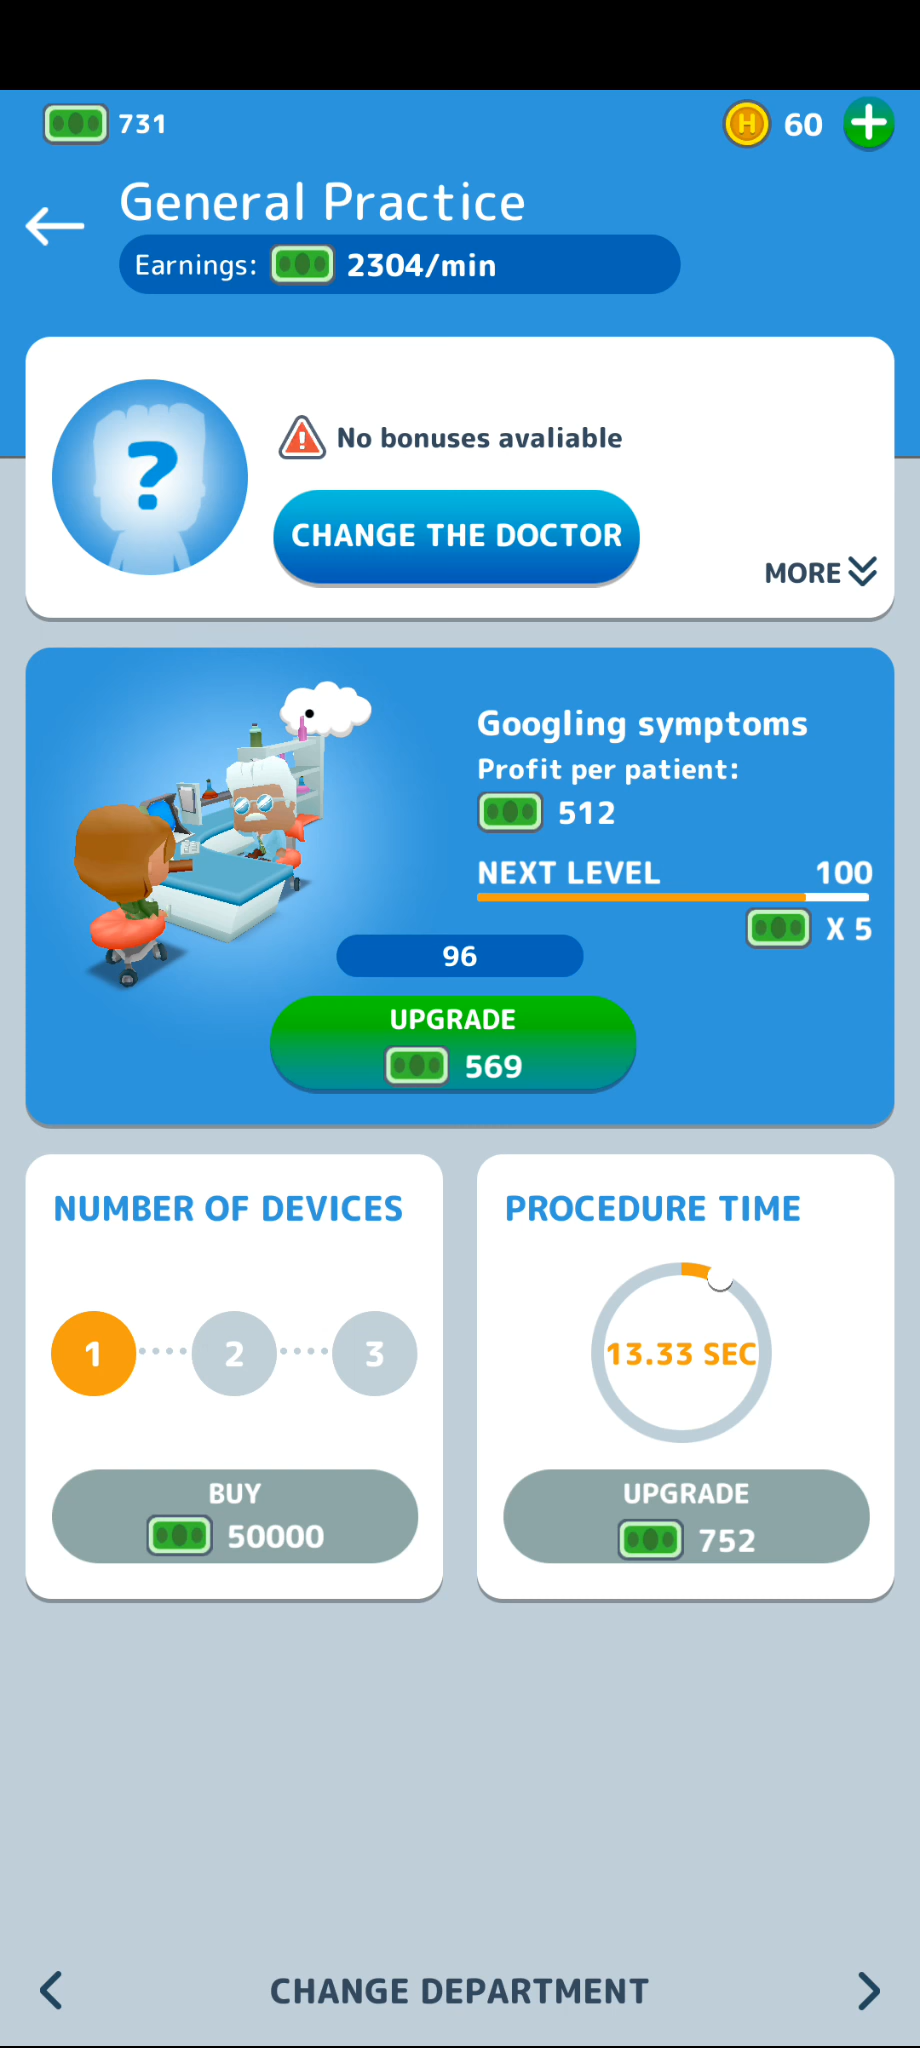 731
H 60
General Practice
Earnings: 2304/min
?
No bonuses avaliable
CHANGE THE DOCTOR
MORE
Googling symptoms
Profit per patient:
512
NEXT LEVEL 100
X 5
96
UPGRADE
569
NUMBER OF DEVICES
1 2 3
BUY
50000
PROCEDURE TIME
13.33 SEC
UPGRADE
752
CHANGE DEPARTMENT